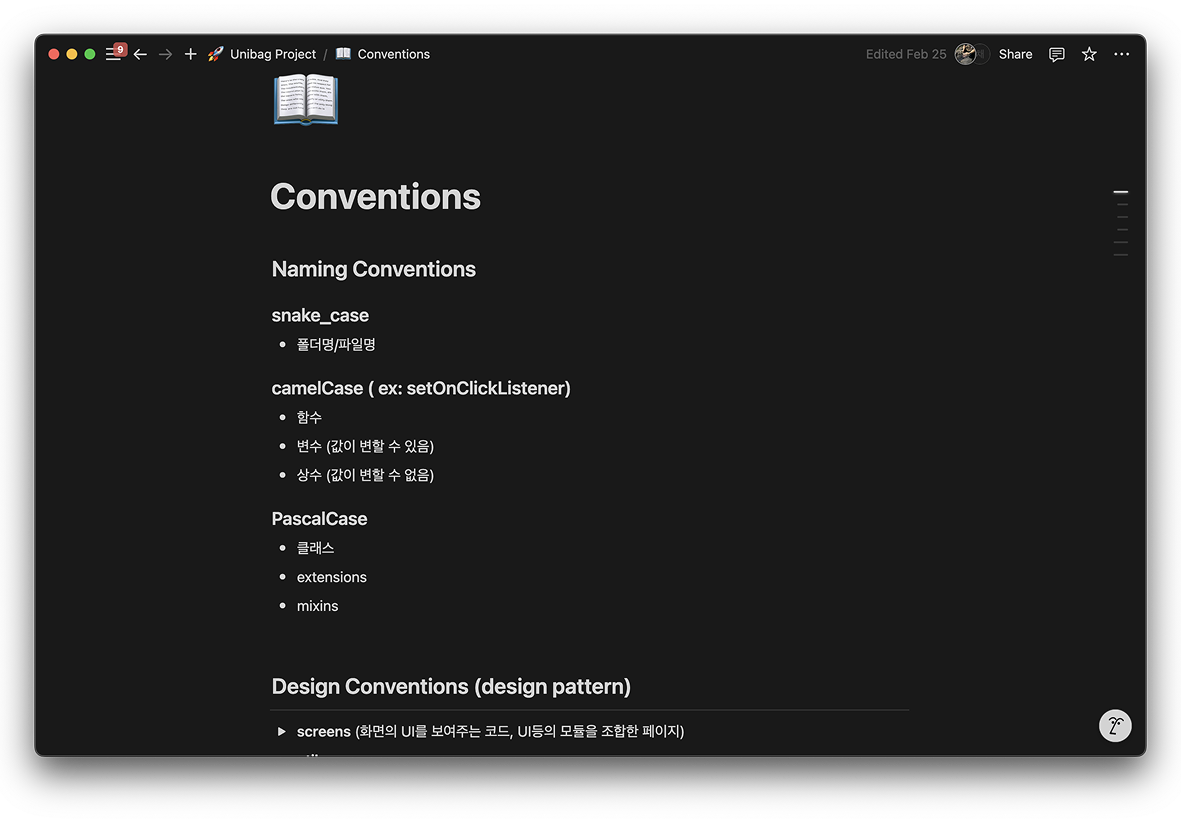 9
Unibag Project / Conventions
Edited Feb 25
Share
Conventions
Naming Conventions
snake_case
폴더명/파일명
camelCase ( ex: setOnClickListener)
함수
변수 (값이 변할 수 있음)
상수 (값이 변할 수 없음)
PascalCase
클래스
extensions
mixins
Design Conventions (design pattern)
screens (화면의 UI를 보여주는 코드, UI등의 모듈을 조합한 페이지)